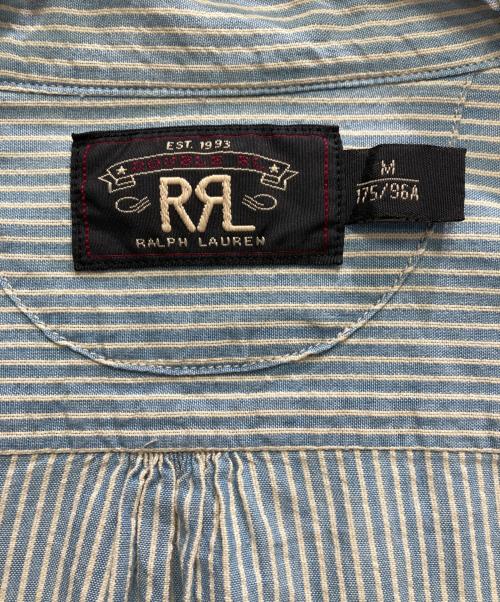 EST. 1993
DOUBLE RL
RRL
RALPH LAUREN
M
175/96A